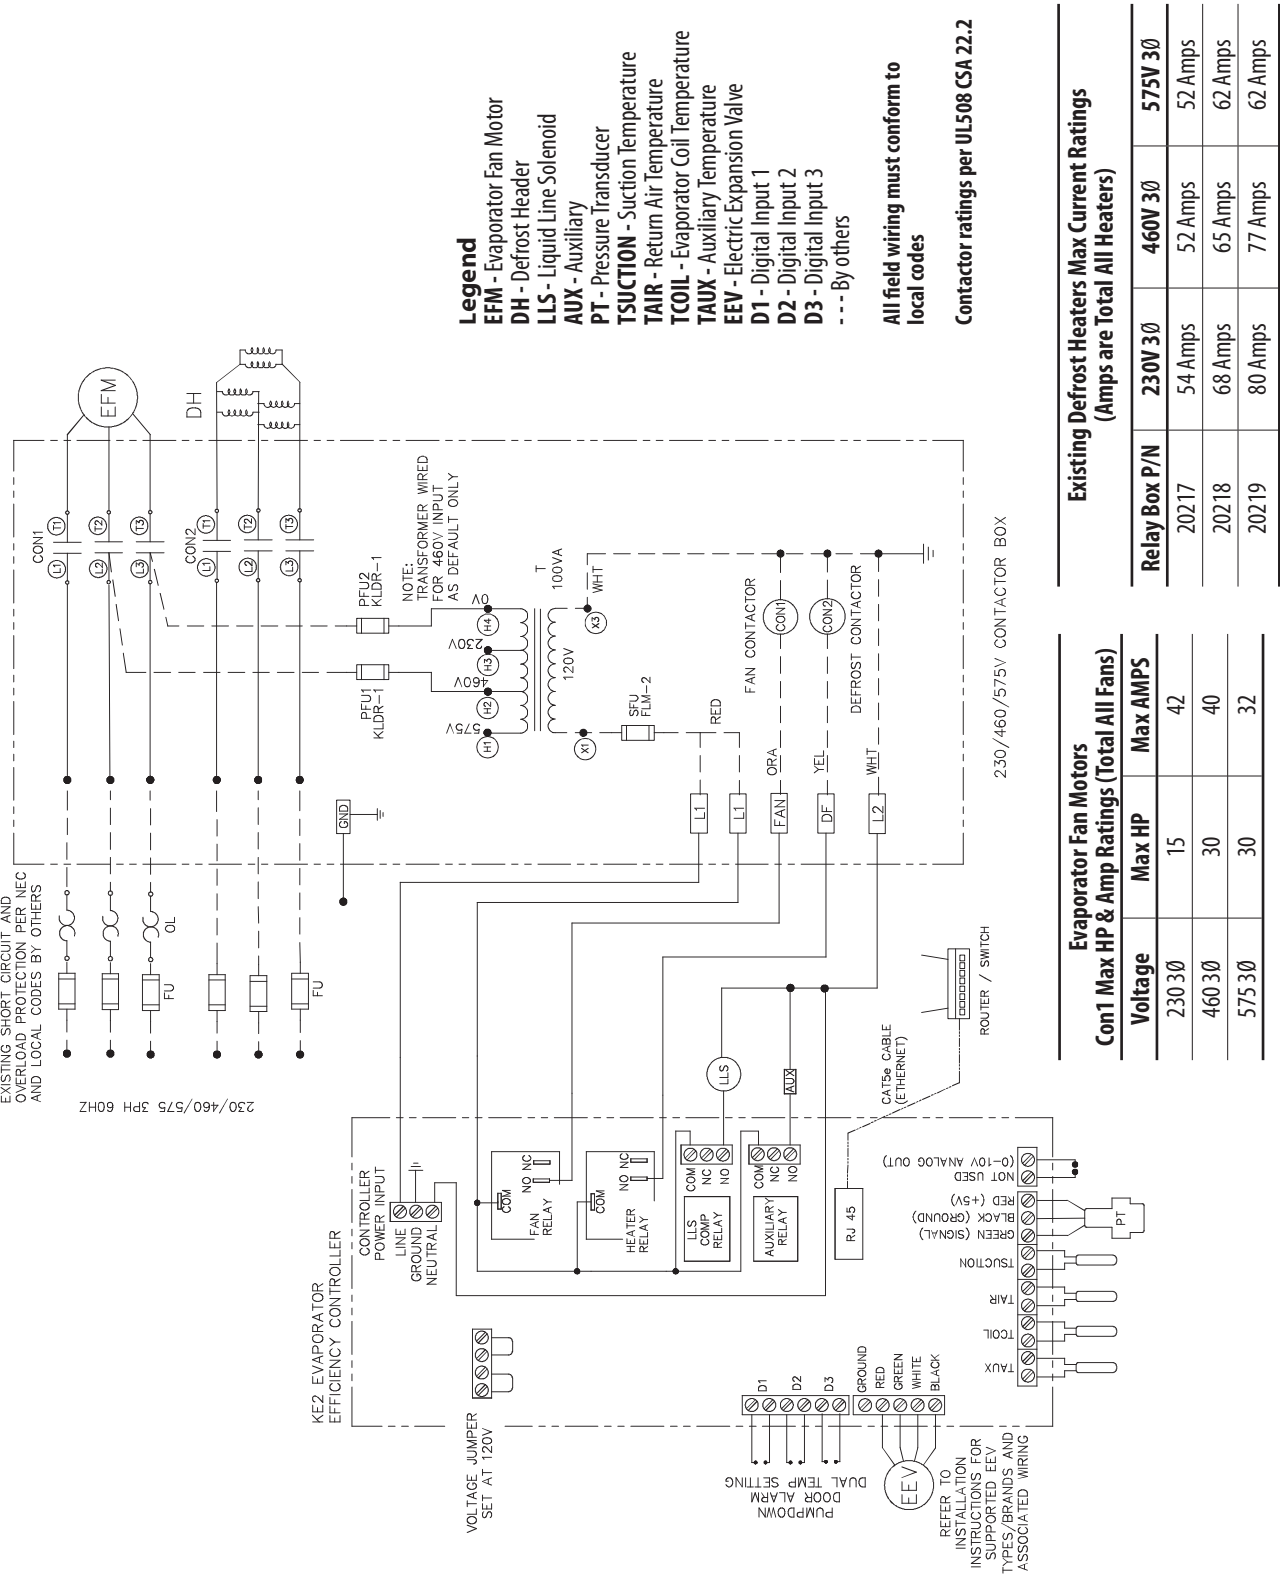 EXISTING SHORT CIRCUIT AND
OVERLOAD PROTECTION PER NEC
AND LOCAL CODES BY OTHERS
230/460/575 3PH 60HZ
FU
OL
FU
CON1
L1
T1
L2
T2
L3
T3
EFM
CON2
L1
T1
L2
T2
L3
T3
DH
GND
PFU1
KLDR-1
PFU2
KLDR-1
NOTE:
TRANSFORMER WIRED
FOR 460V INPUT
AS DEFAULT ONLY
575V
460V
230V
0V
H1
H2
H3
H4
120V
T
100VA
X1
X3
WHT
SFU
FLM-2
RED
L1
L1
FAN
ORA
FAN CONTACTOR
CON1
DF
YEL
CON2
DEFROST CONTACTOR
L2
WHT
230/460/575V CONTACTOR BOX
KE2 EVAPORATOR
EFFICIENCY CONTROLLER
CONTROLLER
POWER INPUT
LINE
GROUND
NEUTRAL
VOLTAGE JUMPER
SET AT 120V
COM
NO NC
FAN
RELAY
COM
NO NC
HEATER
RELAY
LLS
COMP
RELAY
COM
NC
NO
LLS
AUXILIARY
RELAY
COM
NC
NO
AUX
RJ 45
CAT5e CABLE
(ETHERNET)
ROUTER / SWITCH
D1
D2
D3
PUMPDOWN
DOOR ALARM
DUAL TEMP SETTING
GROUND
RED
GREEN
WHITE
BLACK
EEV
REFER TO
INSTALLATION
INSTRUCTIONS FOR
SUPPORTED EEV
TYPES/BRANDS AND
ASSOCIATED WIRING
TAUX
TCOIL
TAIR
TSUCTION
GREEN (SIGNAL)
BLACK (GROUND)
RED (+5V)
NOT USED
(0-10V ANALOG OUT)
PT
Legend
EFM - Evaporator Fan Motor
DH - Defrost Header
LLS - Liquid Line Solenoid
AUX - Auxiliary
PT - Pressure Transducer
TSUCTION - Suction Temperature
TAIR - Return Air Temperature
TCOIL - Evaporator Coil Temperature
TAUX - Auxiliary Temperature
EEV - Electric Expansion Valve
D1 - Digital Input 1
D2 - Digital Input 2
D3 - Digital Input 3
- - - By others
All field wiring must conform to
local codes
Contactor ratings per UL508 CSA 22.2
Evaporator Fan Motors
Con1 Max HP & Amp Ratings (Total All Fans)
Voltage Max HP Max AMPS
230 3Ø 15 42
460 3Ø 30 40
575 3Ø 30 32
Existing Defrost Heaters Max Current Ratings
(Amps are Total All Heaters)
Relay Box P/N 230V 3Ø 460V 3Ø 575V 3Ø
20217 54 Amps 52 Amps 52 Amps
20218 68 Amps 65 Amps 62 Amps
20219 80 Amps 77 Amps 62 Amps